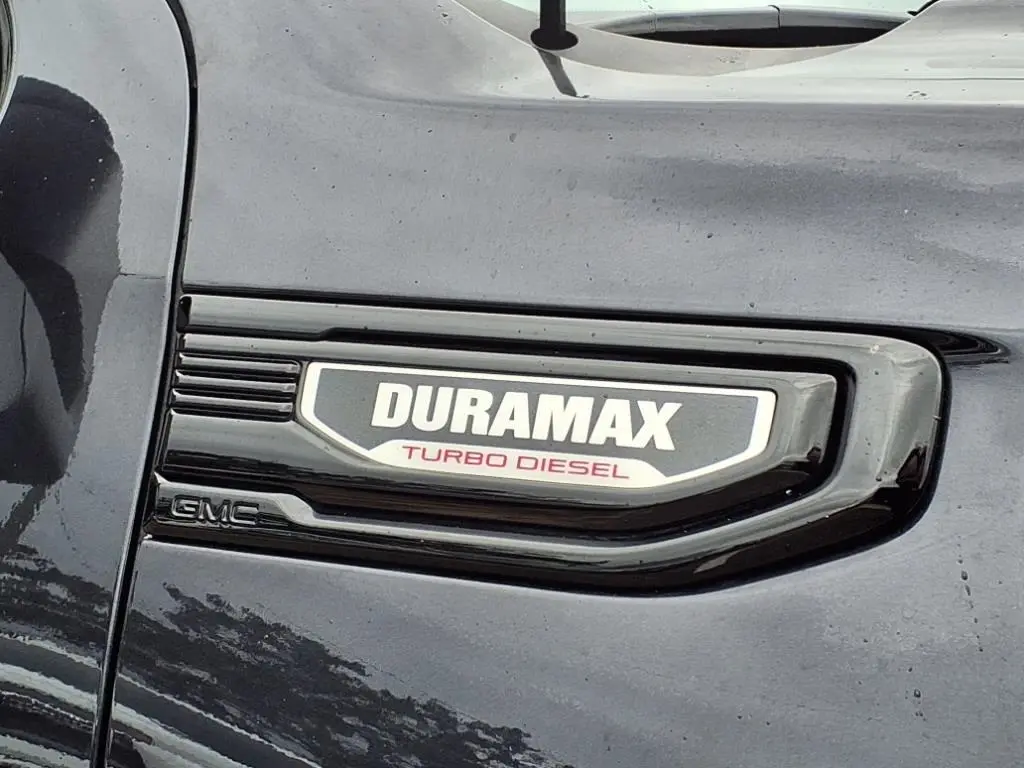 DURAMAX
TURBO DIESEL
GMC